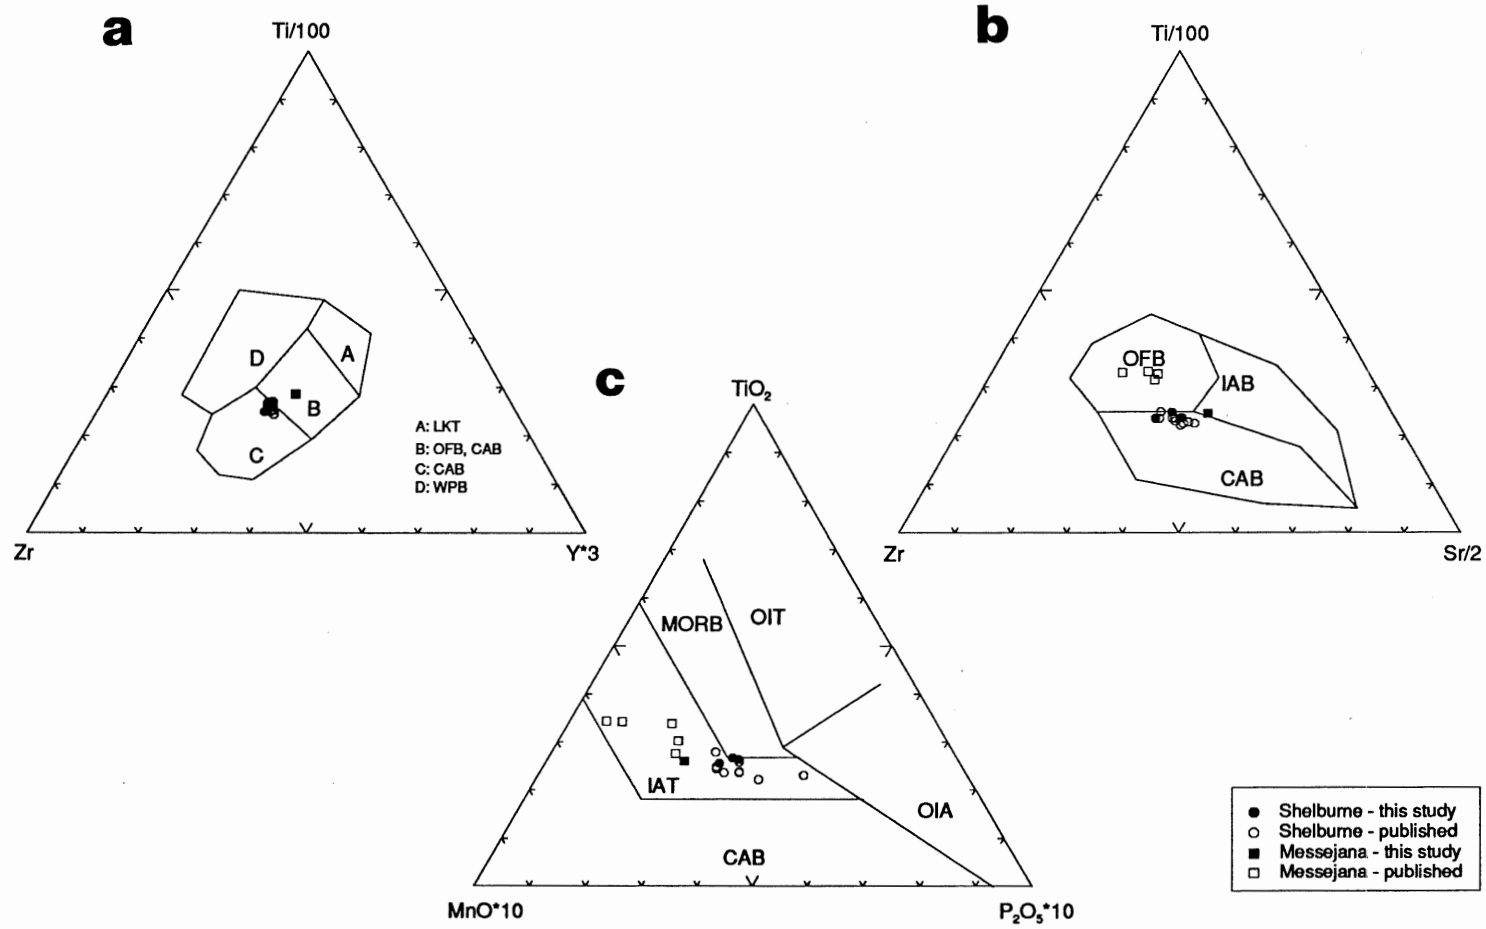 a
Ti/100
D
A
B
C
A: LKT
B: OFB, CAB
C: CAB
D: WPB
Zr
Y*3
b
Ti/100
OFB
IAB
CAB
Zr
Sr/2
c
TiO₂
MORB
OIT
IAT
OIA
CAB
MnO*10
P₂O₅*10
Shelburne - this study
Shelburne - published
Messejana - this study
Messejana - published